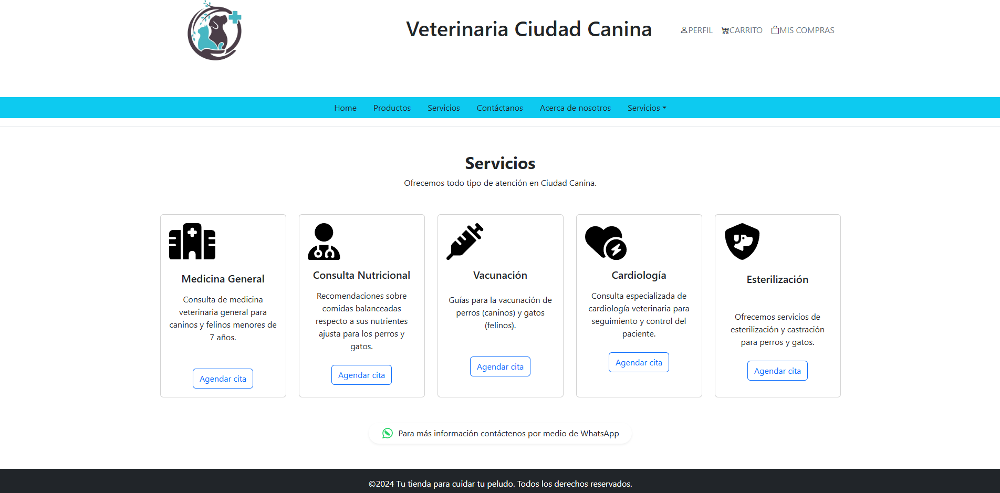 Veterinaria Ciudad Canina
PERFIL
CARRITO
MIS COMPRAS
Home
Productos
Servicios
Contáctanos
Acerca de nosotros
Servicios
Servicios
Ofrecemos todo tipo de atención en Ciudad Canina.
Medicina General
Consulta de medicina
veterinaria general para
caninos y felinos menores de
7 años.
Agendar cita
Consulta Nutricional
Recomendaciones sobre
comidas balanceadas
respecto a sus nutrientes
ajusta para los perros y
gatos.
Agendar cita
Vacunación
Guías para la vacunación de
perros (caninos) y gatos
(felinos).
Agendar cita
Cardiología
Consulta especializada de
cardiología veterinaria para
seguimiento y control del
paciente.
Agendar cita
Esterilización
Ofrecemos servicios de
esterilización y castración
para perros y gatos.
Agendar cita
Para más información contáctenos por medio de WhatsApp
©2024 Tu tienda para cuidar tu peludo. Todos los derechos reservados.